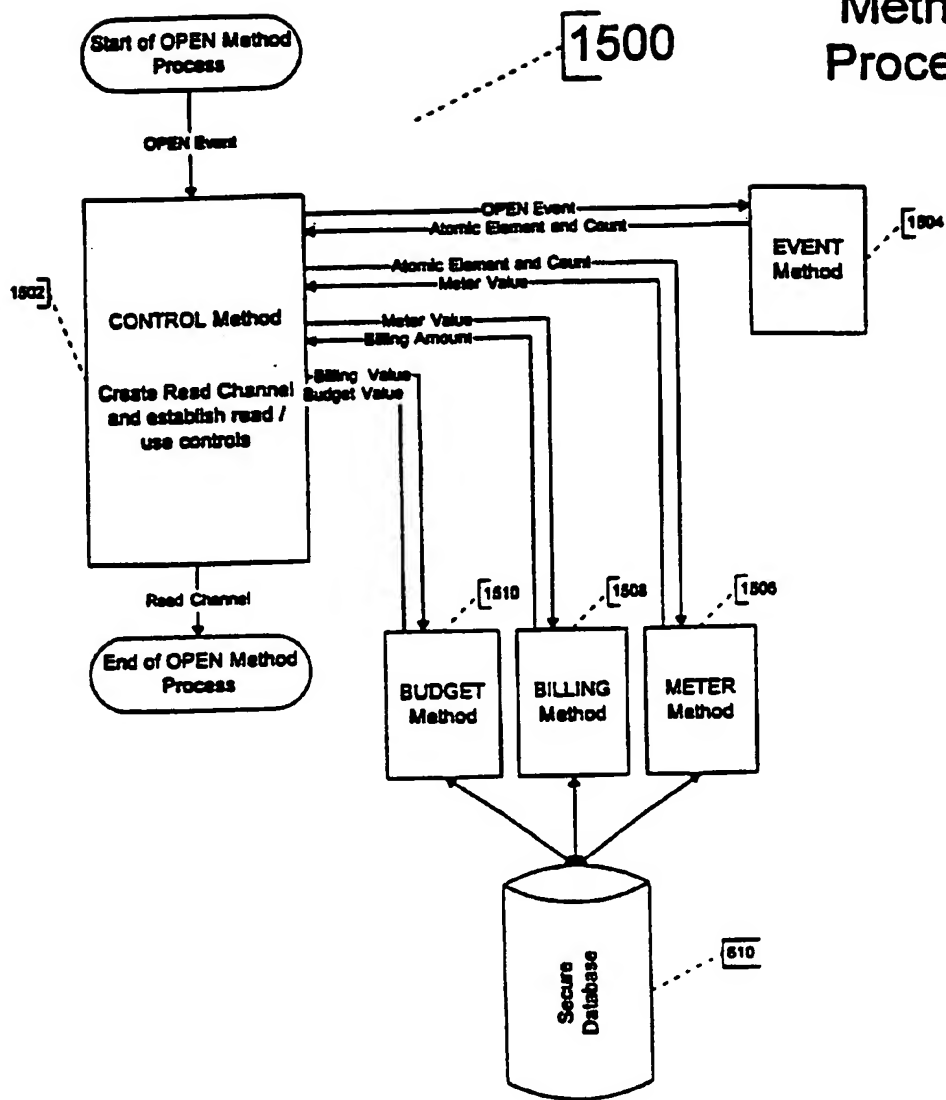 Meth
Proce
1500
Start of OPEN Method
Process
OPEN Event
OPEN Event
Atomic Element and Count
EVENT
Method
1504
Atomic Element and Count
Meter Value
1502
CONTROL Method
Create Read Channel
and establish read /
use controls
Meter Value
Billing Amount
Billing Value
Budget Value
Read Channel
End of OPEN Method
Process
1510
1508
1506
BUDGET
Method
BILLING
Method
METER
Method
Secure
Database
610